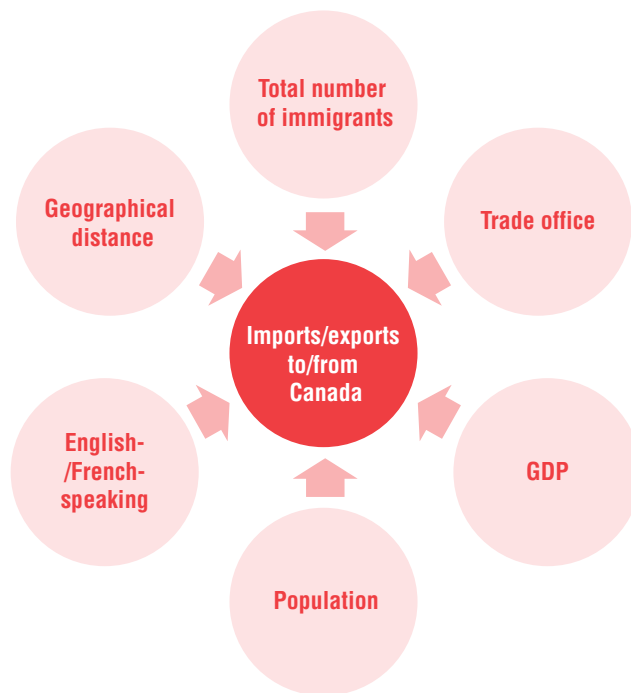 Total number
of immigrants
Geographical
distance
Trade office
Imports/exports
to/from
Canada
English-
/French-
speaking
GDP
Population